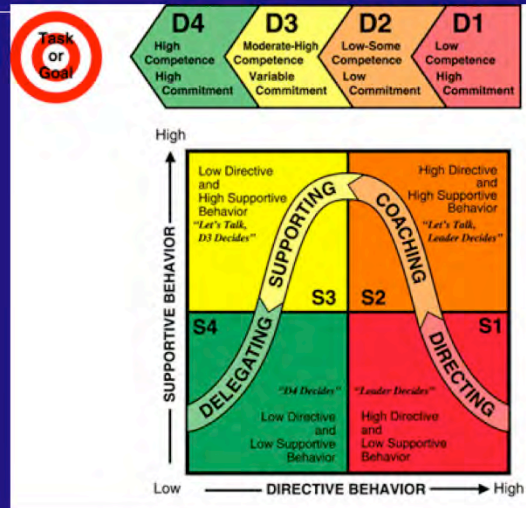 Task
or
Goal
D4
High
Competence
High
Commitment
D3
Moderate-High
Competence
Variable
Commitment
D2
Low-Some
Competence
Low
Commitment
D1
Low
Competence
High
Commitment
High
SUPPORTIVE BEHAVIOR
Low Directive
and
High Supportive
Behavior
"Let's Talk,
D3 Decides"
SUPPORTING
S3
High Directive
and
High Supportive
Behavior
"Let's Talk,
Leader Decides"
COACHING
S2
S4
DELEGATING
"D4 Decides"
Low Directive
and
Low Supportive
Behavior
S1
DIRECTING
"Leader Decides"
High Directive
and
Low Supportive
Behavior
Low
DIRECTIVE BEHAVIOR
High